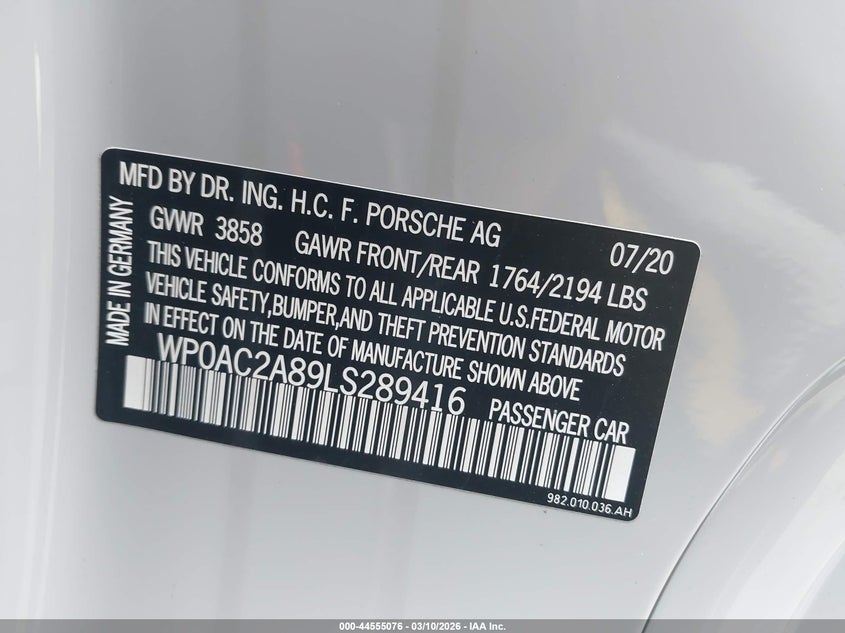 MFD BY DR. ING. H.C. F. PORSCHE AG 07/20
MADE IN GERMANY
GVWR 3858 GAWR FRONT/REAR 1764/2194 LBS
THIS VEHICLE CONFORMS TO ALL APPLICABLE U.S.FEDERAL MOTOR
VEHICLE SAFETY,BUMPER,AND THEFT PREVENTION STANDARDS
IN EFFECT ON THE DATE OF MANUFACTURE SHOWN ABOVE
WP0AC2A89LS289416 PASSENGER CAR
982.010.036.AH
000-44555076 — 03/10/2026 — IAA Inc.